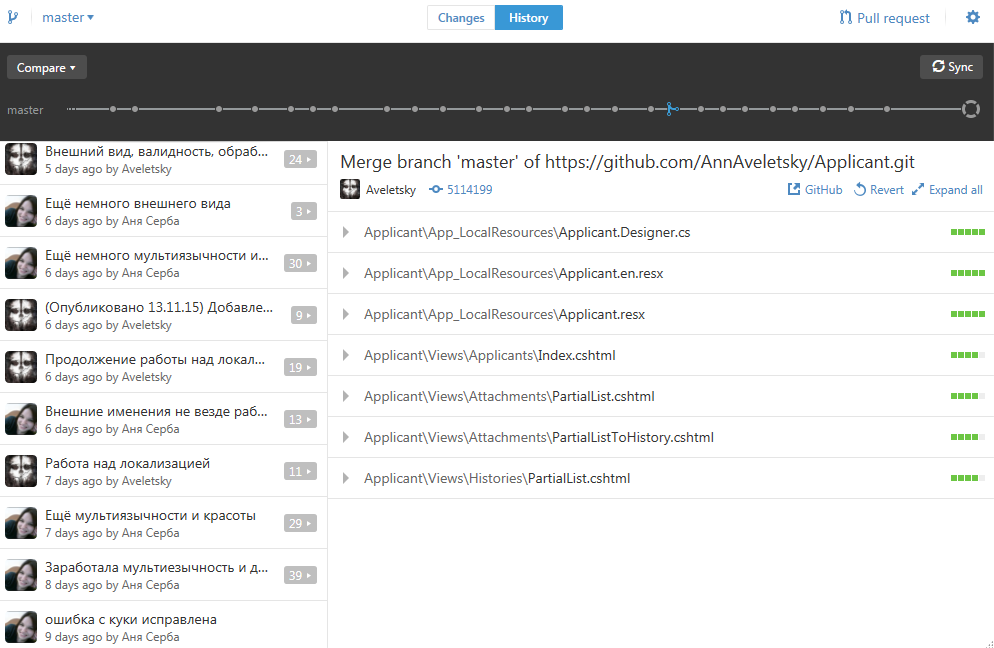 master
Changes
History
Pull request
Compare
Sync
master
Внешний вид, валидность, обраб...
5 days ago by Aveletsky
24
Ещё немного внешнего вида
6 days ago by Аня Серба
3
Ещё немного мультиязычности и...
6 days ago by Аня Серба
30
(Опубликовано 13.11.15) Добавле...
6 days ago by Aveletsky
9
Продолжение работы над локал...
6 days ago by Aveletsky
19
Внешние именения не везде раб...
6 days ago by Аня Серба
13
Работа над локализацией
7 days ago by Aveletsky
11
Ещё мультиязычности и красоты
7 days ago by Аня Серба
29
Заработала мультиезычность и д...
8 days ago by Аня Серба
39
ошибка с куки исправлена
9 days ago by Аня Серба
Merge branch 'master' of https://github.com/AnnAveletsky/Applicant.git
Aveletsky 5114199
GitHub Revert Expand all
Applicant\App_LocalResources\Applicant.Designer.cs
Applicant\App_LocalResources\Applicant.en.resx
Applicant\App_LocalResources\Applicant.resx
Applicant\Views\Applicants\Index.cshtml
Applicant\Views\Attachments\PartialList.cshtml
Applicant\Views\Attachments\PartialListToHistory.cshtml
Applicant\Views\Histories\PartialList.cshtml